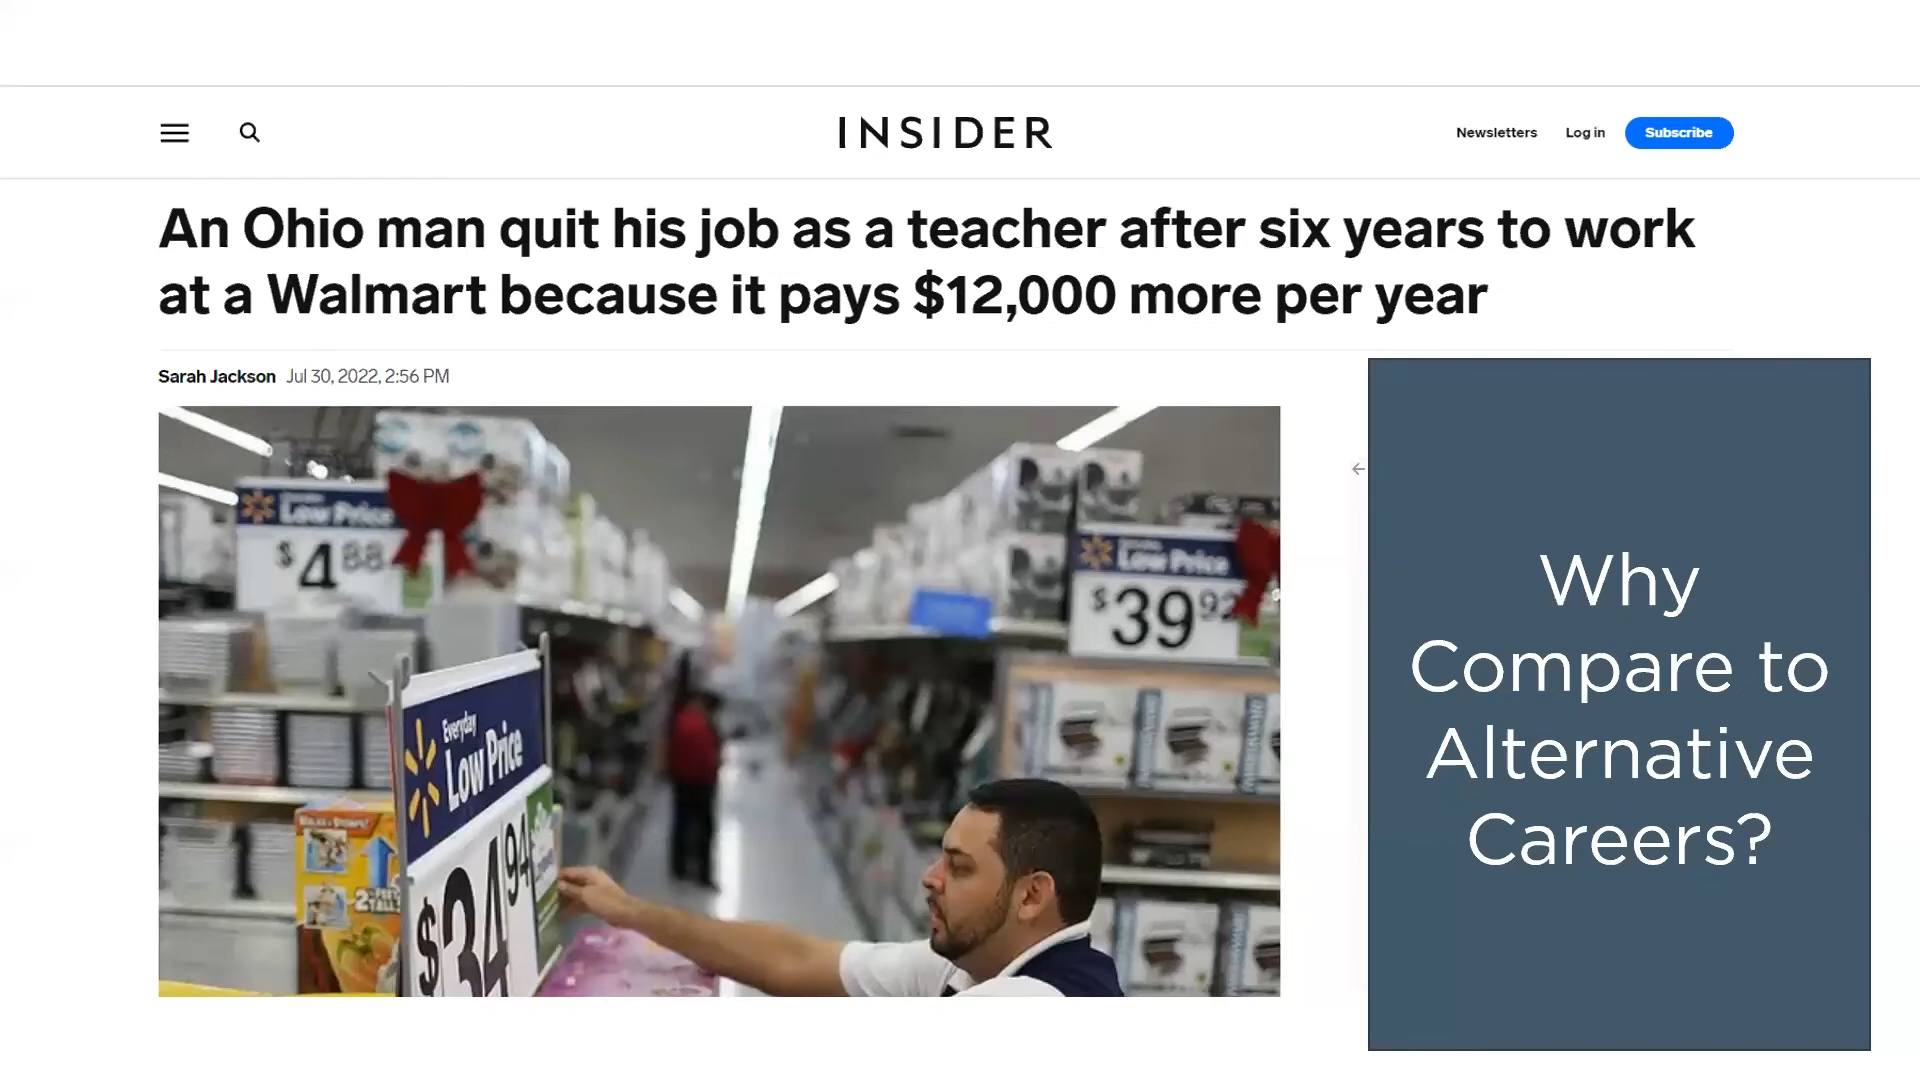 INSIDER
Newsletters
Log in
Subscribe
An Ohio man quit his job as a teacher after six years to work
at a Walmart because it pays $12,000 more per year
Sarah Jackson Jul 30, 2022, 2:56 PM
Low Price
$4 88
Low Price
$39 92
Everyday
Low Price
$34 94
Why
Compare to
Alternative
Careers?